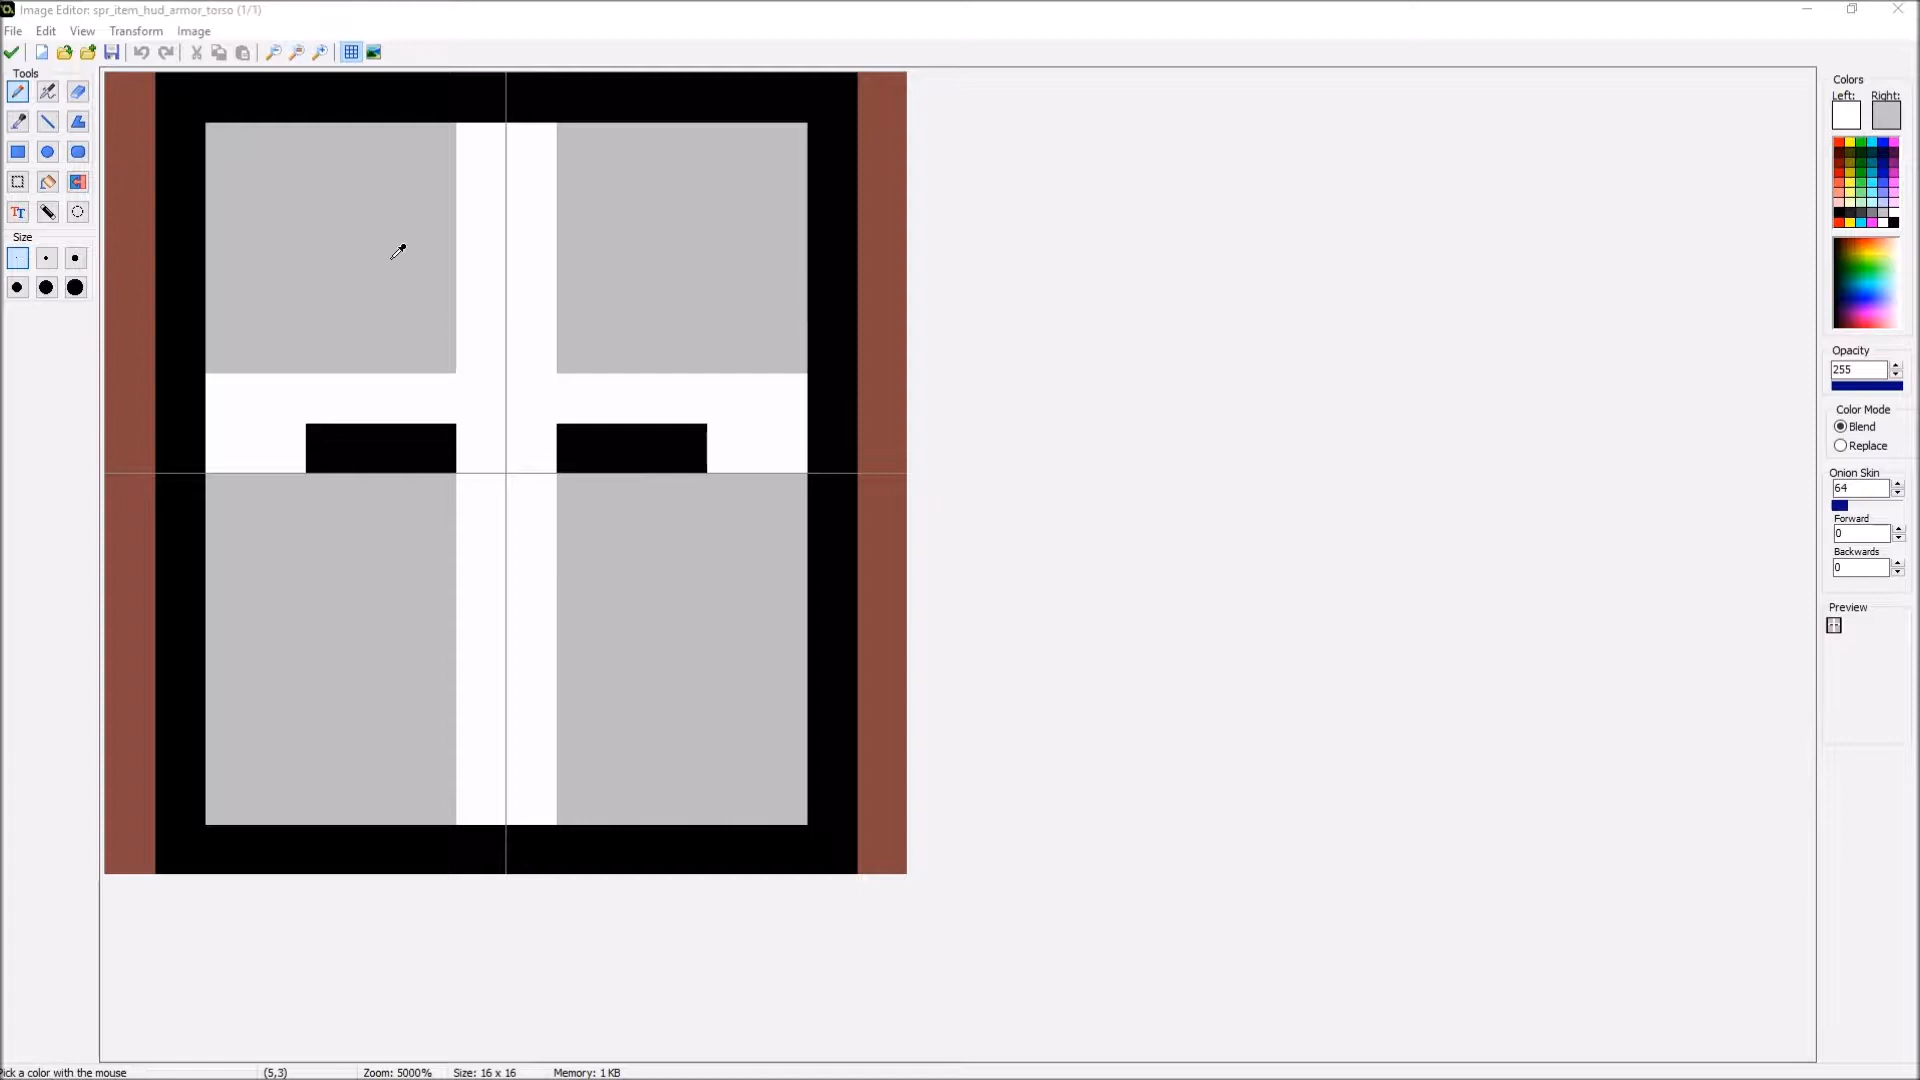 Image Editor: spr_item_hud_armor_torso (1/1)
File Edit View Transform Image
Tools
TT
Size
Colors
Left: Right:
Opacity
255
Color Mode
Blend
Replace
Onion Skin
64
Forward
0
Backwards
0
Preview
Pick a color with the mouse (5,3) Zoom: 5000% Size: 16 x 16 Memory: 1 KB